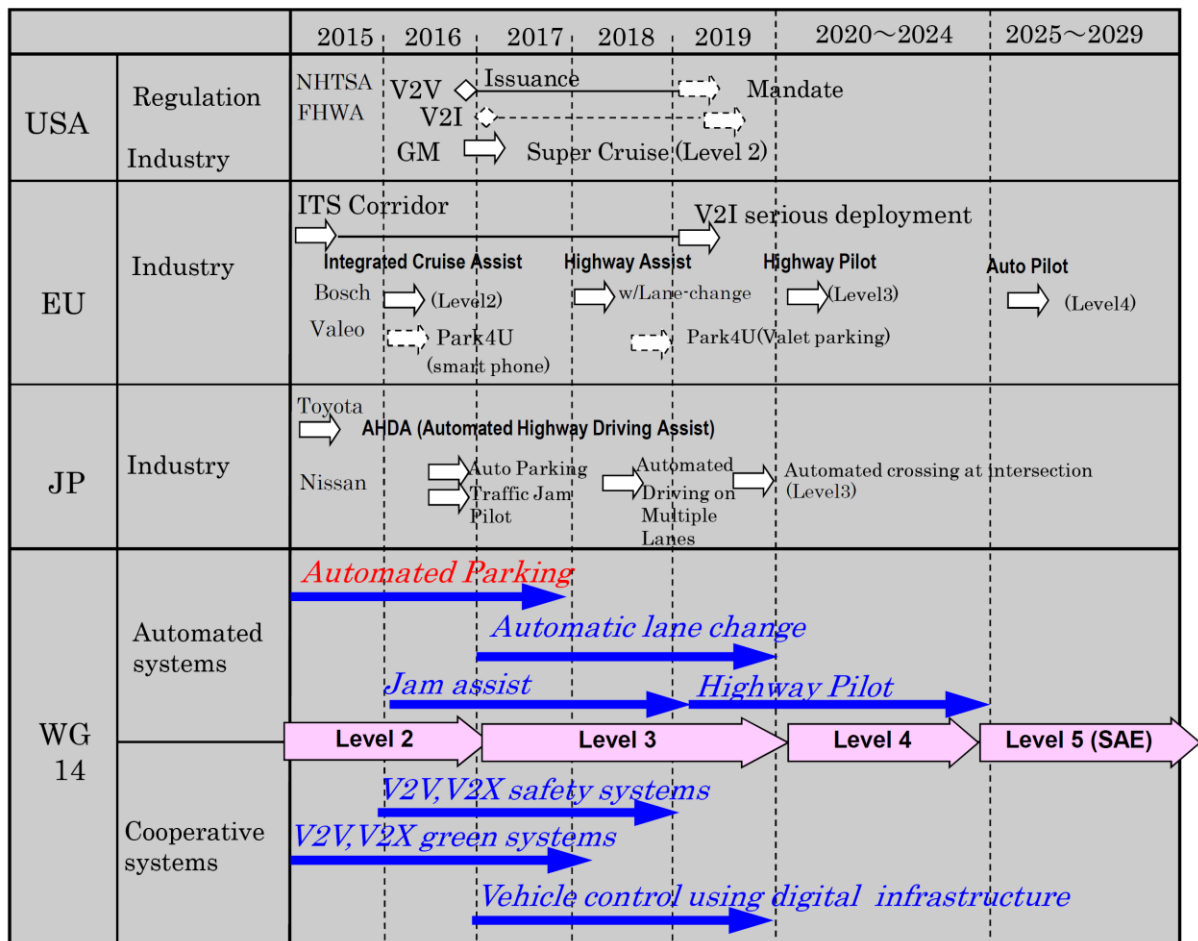 2015 2016 2017 2018 2019 2020～2024 2025～2029
USA
Regulation
NHTSA V2V Issuance Mandate
FHWA V2I
Industry GM Super Cruise (Level 2)
EU
Industry
ITS Corridor V2I serious deployment
Integrated Cruise Assist Highway Assist Highway Pilot Auto Pilot
Bosch (Level2) w/Lane-change (Level3) (Level4)
Valeo Park4U Park4U(Valet parking)
(smart phone)
JP
Industry
Toyota
AHDA (Automated Highway Driving Assist)
Nissan
Auto Parking
Traffic Jam
Pilot
Automated
Driving on
Multiple
Lanes
Automated crossing at intersection
(Level3)
WG
14
Automated
systems
Automated Parking
Automatic lane change
Jam assist Highway Pilot
Level 2 Level 3 Level 4 Level 5 (SAE)
Cooperative
systems
V2V,V2X safety systems
V2V,V2X green systems
Vehicle control using digital infrastructure